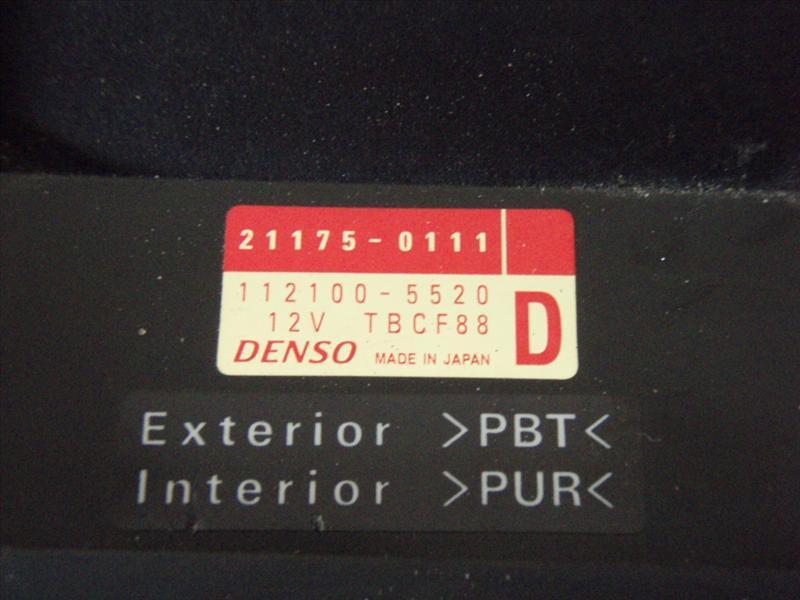 21175-0111
112100-5520
12V TBCF88
D
DENSO MADE IN JAPAN
Exterior >PBT<
Interior >PUR<